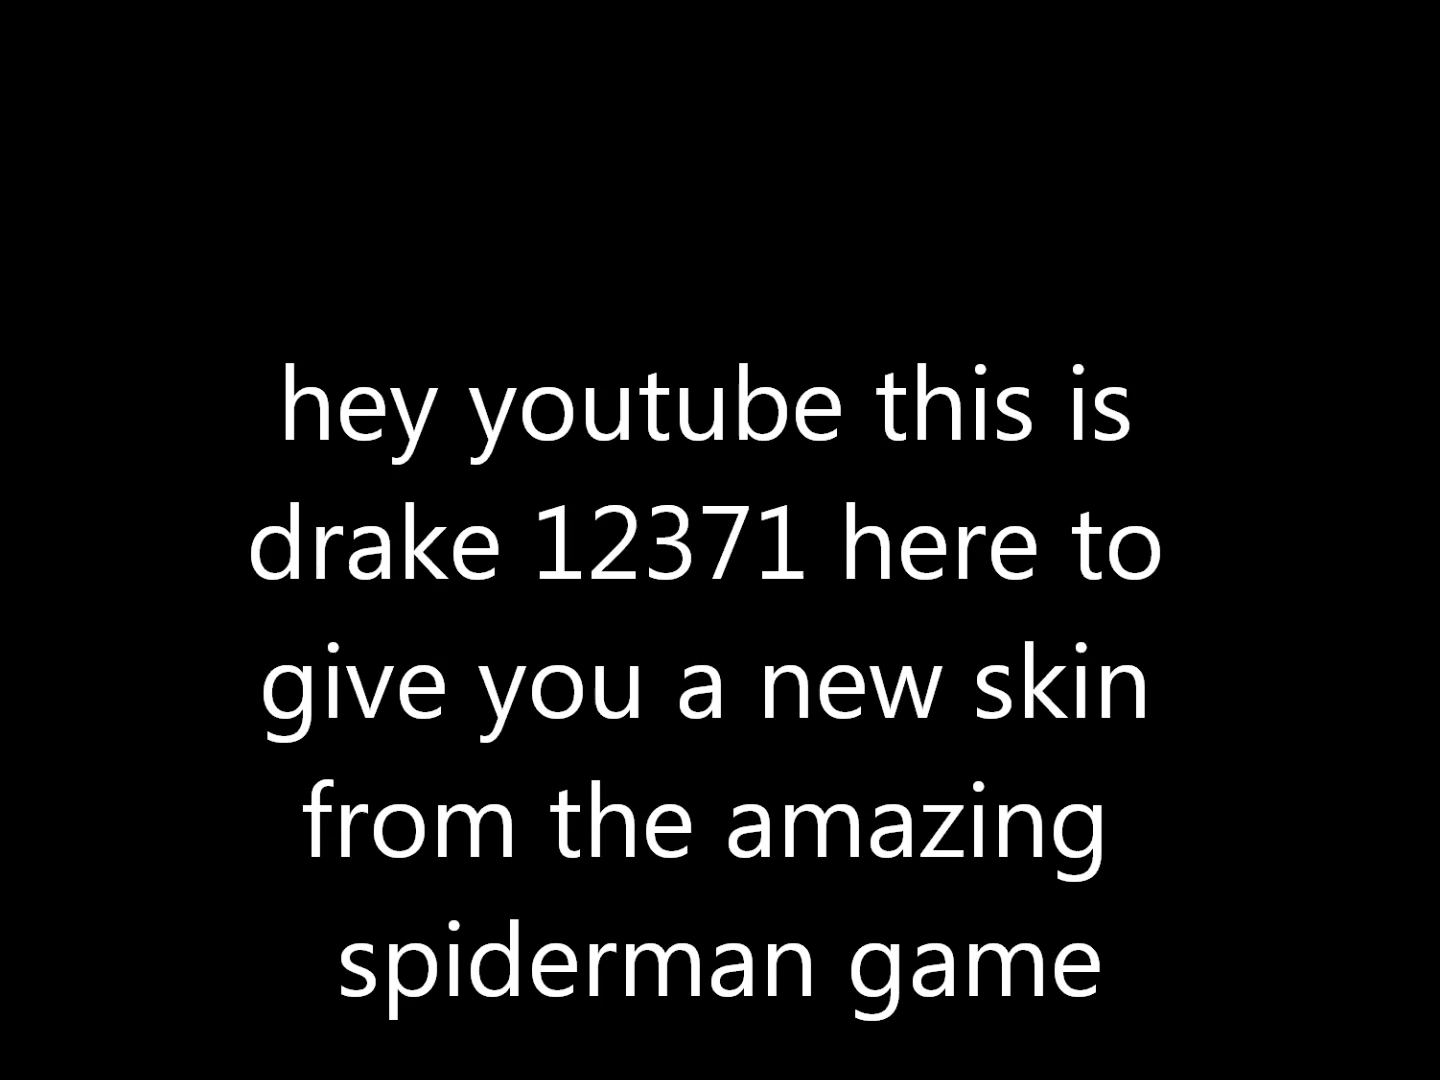 hey youtube this is
drake 12371 here to
give you a new skin
from the amazing
spiderman game